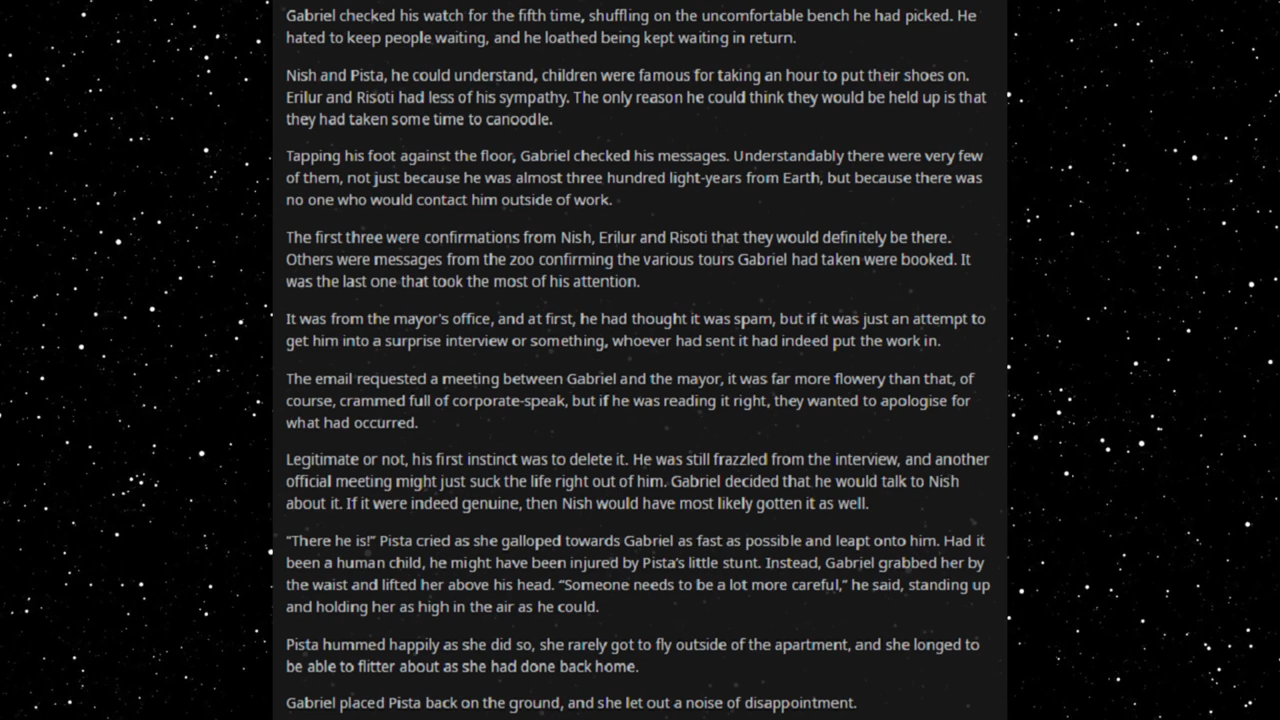 Gabriel checked his watch for the fifth time, shuffling on the uncomfortable bench he had picked. He
hated to keep people waiting, and he loathed being kept waiting in return.
Nish and Pista, he could understand, children were famous for taking an hour to put their shoes on.
Erilur and Risoti had less of his sympathy. The only reason he could think they would be held up is that
they had taken some time to canoodle.
Tapping his foot against the floor, Gabriel checked his messages. Understandably there were very few
of them, not just because he was almost three hundred light-years from Earth, but because there was
no one who would contact him outside of work.
The first three were confirmations from Nish, Erilur and Risoti that they would definitely be there.
Others were messages from the zoo confirming the various tours Gabriel had taken were booked. It
was the last one that took the most of his attention.
It was from the mayor's office, and at first, he had thought it was spam, but if it was just an attempt to
get him into a surprise interview or something, whoever had sent it had indeed put the work in.
The email requested a meeting between Gabriel and the mayor, it was far more flowery than that, of
course, crammed full of corporate-speak, but if he was reading it right, they wanted to apologise for
what had occurred.
Legitimate or not, his first instinct was to delete it. He was still frazzled from the interview, and another
official meeting might just suck the life right out of him. Gabriel decided that he would talk to Nish
about it. If it were indeed genuine, then Nish would have most likely gotten it as well.
“There he is!” Pista cried as she galloped towards Gabriel as fast as possible and leapt onto him. Had it
been a human child, he might have been injured by Pista’s little stunt. Instead, Gabriel grabbed her by
the waist and lifted her above his head. “Someone needs to be a lot more careful,” he said, standing up
and holding her as high in the air as he could.
Pista hummed happily as she did so, she rarely got to fly outside of the apartment, and she longed to
be able to flitter about as she had done back home.
Gabriel placed Pista back on the ground, and she let out a noise of disappointment.